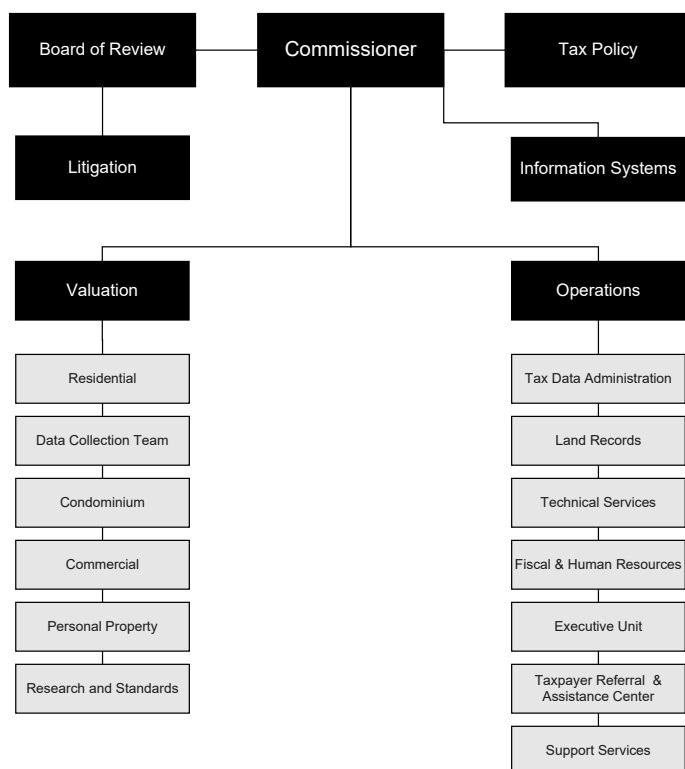 Board of Review
Commissioner
Tax Policy
Litigation
Information Systems
Valuation
Operations
Residential
Data Collection Team
Condominium
Commercial
Personal Property
Research and Standards
Tax Data Administration
Land Records
Technical Services
Fiscal & Human Resources
Executive Unit
Taxpayer Referral &
Assistance Center
Support Services